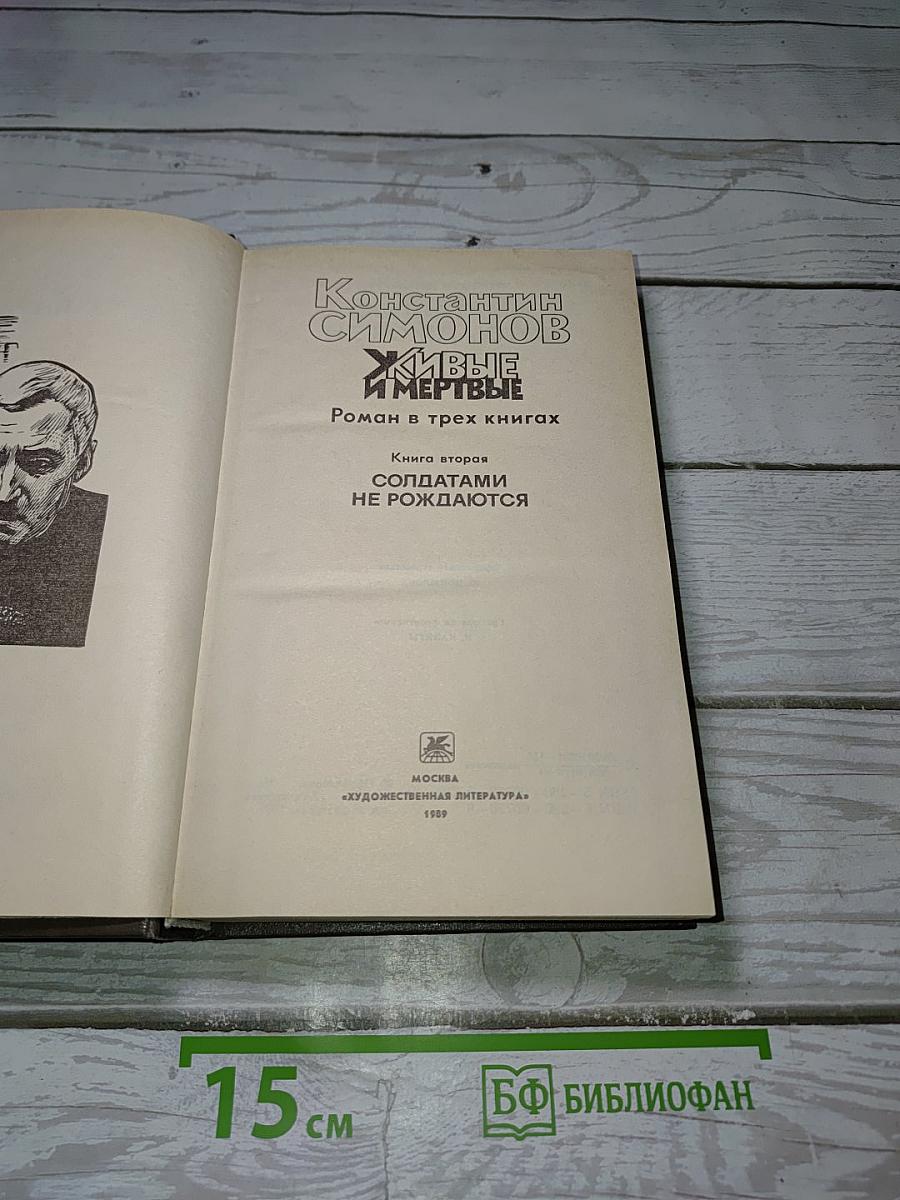 Константин
СИМОНОВ
ЖИВЫЕ
И МЕРТВЫЕ
Роман в трех книгах
Книга вторая
СОЛДАТАМИ
НЕ РОЖДАЮТСЯ
МОСКВА
«ХУДОЖЕСТВЕННАЯ ЛИТЕРАТУРА»
1989
15 см
БФ БИБЛИОФАН